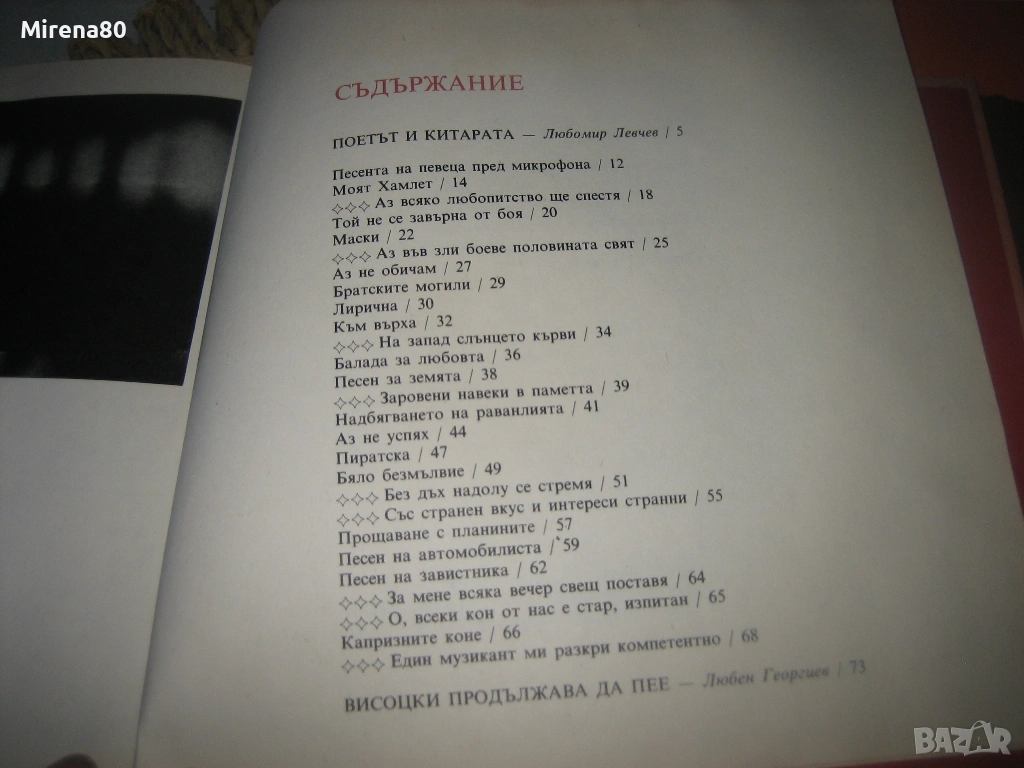 Mirena80
СЪДЪРЖАНИЕ
ПОЕТЪТ И КИТАРАТА — Любомир Левчев / 5
Песента на певеца пред микрофона / 12
Моят Хамлет / 14
✧✧✧ Аз всяко любопитство ще спестя / 18
Той не се завърна от боя / 20
Маски / 22
✧✧✧ Аз във зли боеве половината свят / 25
Аз не обичам / 27
Братските могили / 29
Лирична / 30
Към върха / 32
✧✧✧ На запад слънцето кърви / 34
Балада за любовта / 36
Песен за земята / 38
✧✧✧ Заровени навеки в паметта / 39
Надбягването на раванлията / 41
Аз не успях / 44
Пиратска / 47
Бяло безмълвие / 49
✧✧✧ Без дъх надолу се стремя / 51
✧✧✧ Със странен вкус и интереси странни / 55
Прощаване с планините / 57
Песен на автомобилиста / 59
Песен на завистника / 62
✧✧✧ За мене всяка вечер свещ поставя / 64
✧✧✧ О, всеки кон от нас е стар, изпитан / 65
Капризните коне / 66
✧✧✧ Един музикант ми разкри компетентно / 68
ВИСОЦКИ ПРОДЪЛЖАВА ДА ПЕЕ — Любен Георгиев / 73
BAZAR